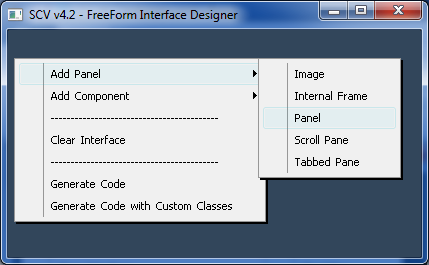 SCV v4.2 - FreeForm Interface Designer
Add Panel
Add Component
----------------------------------------
Clear Interface
----------------------------------------
Generate Code
Generate Code with Custom Classes
Image
Internal Frame
Panel
Scroll Pane
Tabbed Pane